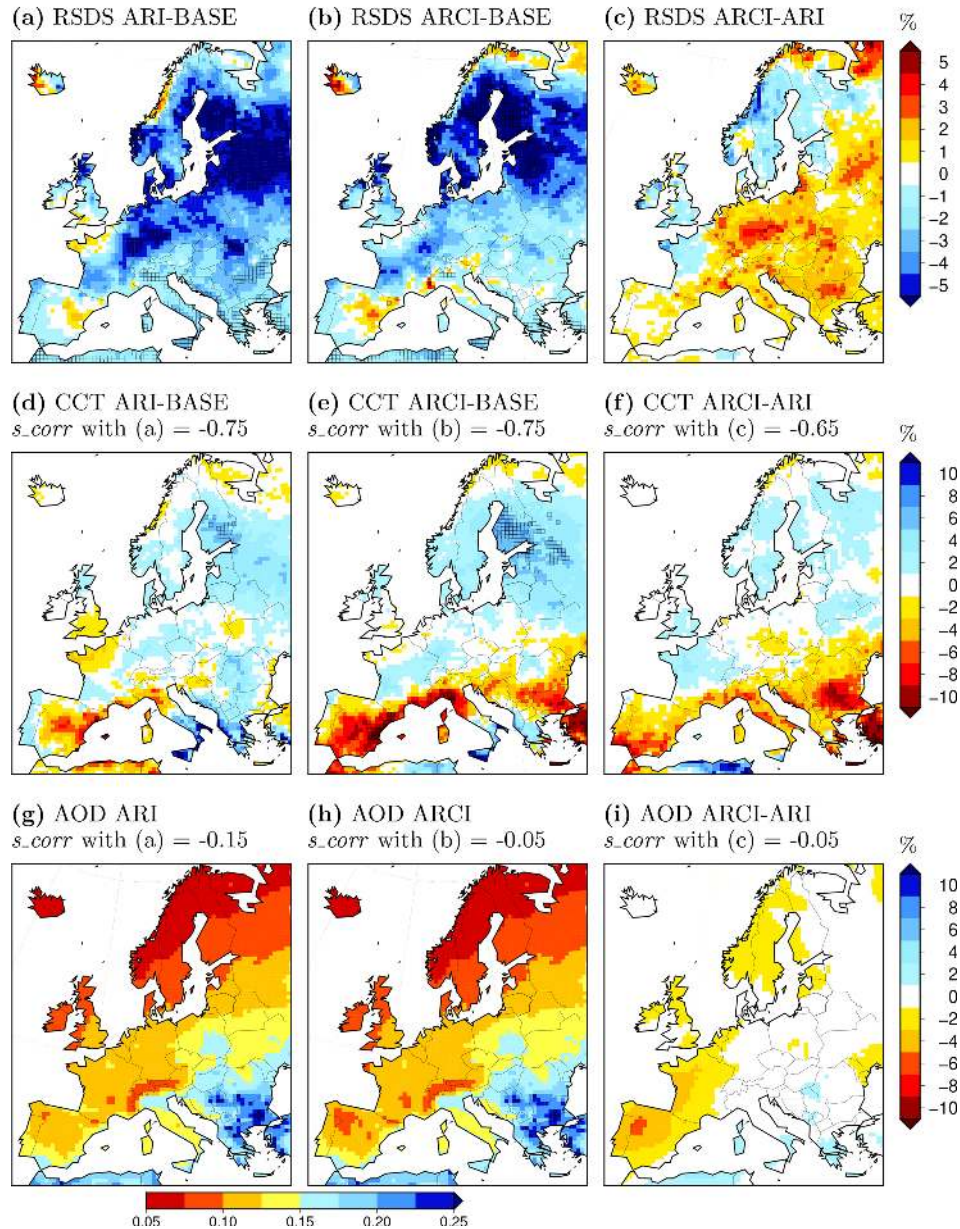 (a) RSDS ARI-BASE
(b) RSDS ARCI-BASE
(c) RSDS ARCI-ARI
%
5
4
3
2
1
0
−1
−2
−3
−4
−5
(d) CCT ARI-BASE
s_corr with (a) = -0.75
(e) CCT ARCI-BASE
s_corr with (b) = -0.75
(f) CCT ARCI-ARI
s_corr with (c) = -0.65
%
10
8
6
4
2
0
−2
−4
−6
−8
−10
(g) AOD ARI
s_corr with (a) = -0.15
(h) AOD ARCI
s_corr with (b) = -0.05
(i) AOD ARCI-ARI
s_corr with (c) = -0.05
%
10
8
6
4
2
0
−2
−4
−6
−8
−10
0.05 0.10 0.15 0.20 0.25